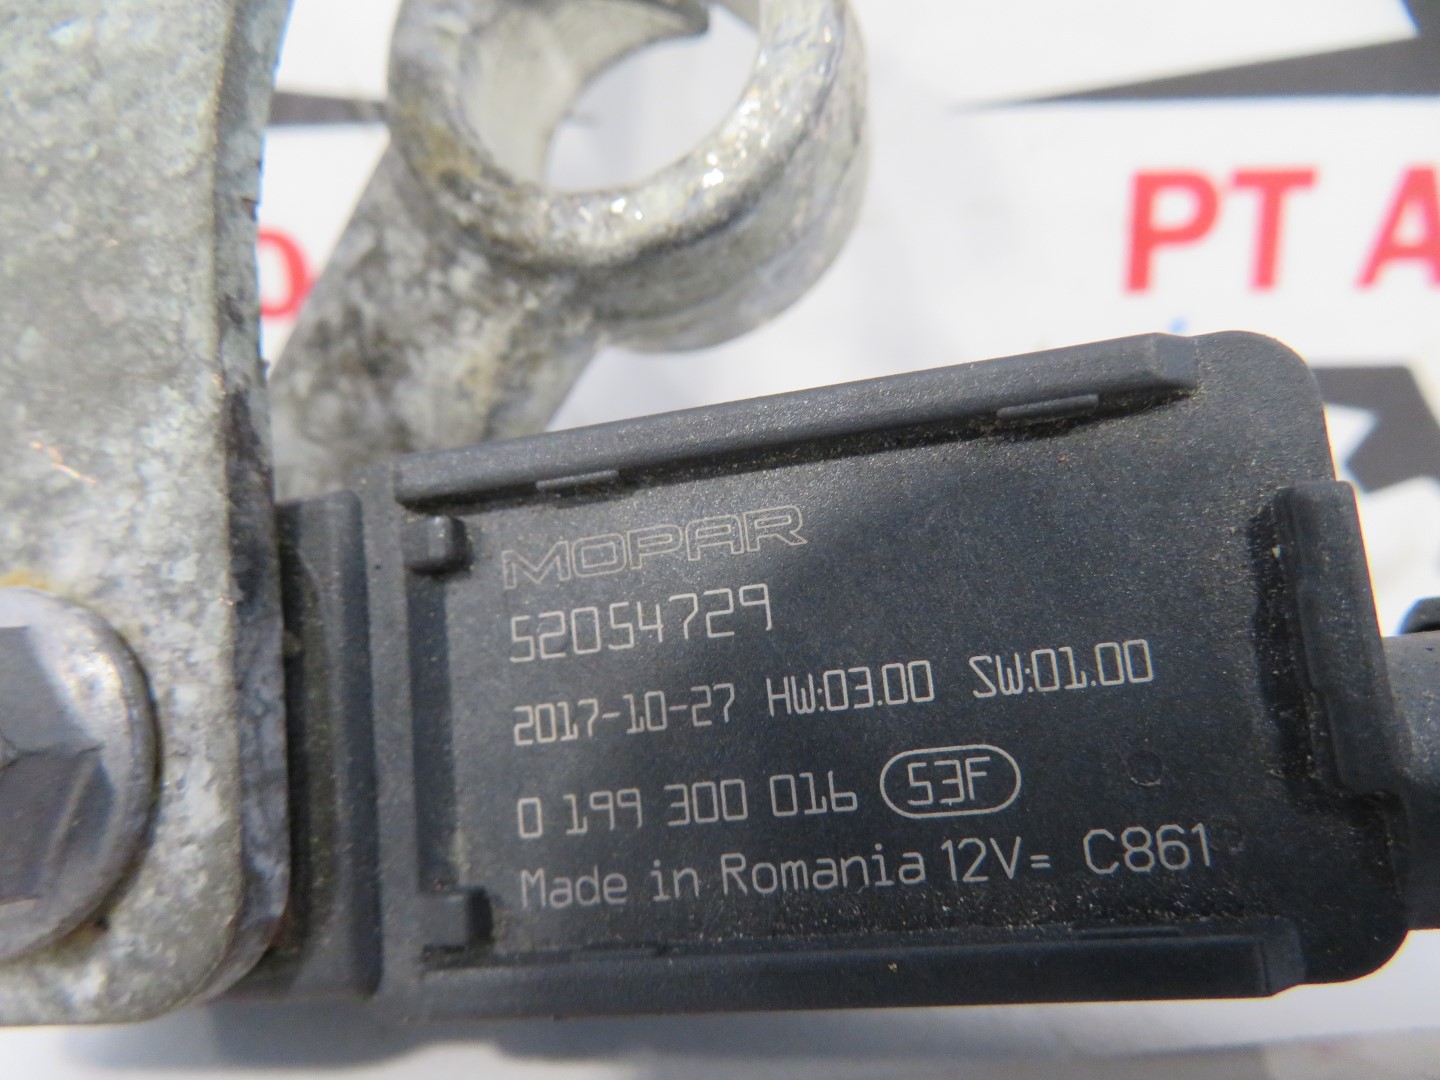 PT A
MOPAR
52054729
2017-10-27 HW:03.00 SW:01.00
0 199 300 016 S3F
Made in Romania 12V= C861